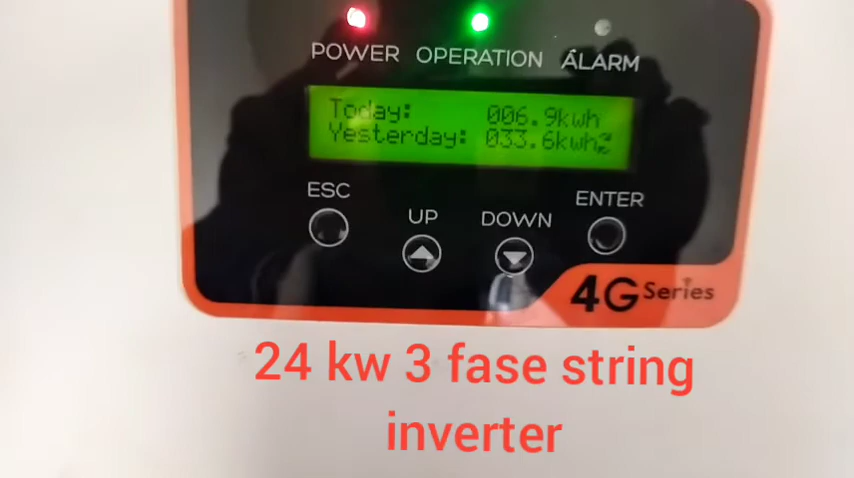 POWER OPERATION ALARM
Today: 006.9kwh
Yesterday: 033.6kwh
ESC UP DOWN ENTER
4G Series
24 kw 3 fase string
inverter